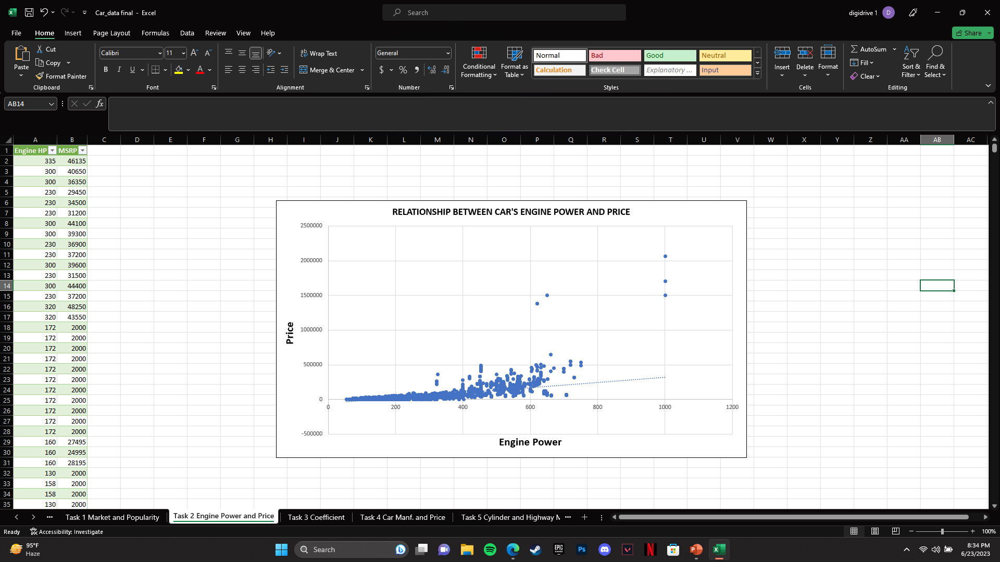 Car_data final - Excel
Search
digidrive 1
D
File Home Insert Page Layout Formulas Data Review View Help
Share
Paste
Cut
Copy
Format Painter
Clipboard
Calibri 11
B I U
Font
Wrap Text
Merge & Center
Alignment
General
$ % ,
Number
Conditional Formatting
Format as Table
Normal Bad Good Neutral
Calculation Check Cell Explanatory ... Input
Styles
Insert Delete Format
Cells
AutoSum
Fill
Clear
Sort & Filter
Find & Select
Editing
AB14
fx
A B C D E F G H I J K L M N O P Q R S T U V W X Y Z AA AB AC
1 Engine HP MSRP
2 335 46135
3 300 40650
4 300 36350
5 230 29450
6 230 34500
7 230 31200
8 300 44100
9 300 39300
10 230 36900
11 230 37200
12 300 39600
13 230 31500
14 300 44400
15 230 37200
16 320 48250
17 320 43550
18 172 2000
19 172 2000
20 172 2000
21 172 2000
22 172 2000
23 172 2000
24 172 2000
25 172 2000
26 172 2000
27 172 2000
28 172 2000
29 160 27495
30 160 24995
31 160 28195
32 130 2000
33 158 2000
34 158 2000
35 130 2000
RELATIONSHIP BETWEEN CAR'S ENGINE POWER AND PRICE
2500000
2000000
1500000
1000000
500000
0
-500000
Price
0 200 400 600 800 1000 1200
Engine Power
Task 1 Market and Popularity
Task 2 Engine Power and Price
Task 3 Coefficient
Task 4 Car Manf. and Price
Task 5 Cylinder and Highway M
Ready
Accessibility: Investigate
100%
95°F
Haze
Search
EPIC
GAMES
Ps
8:34 PM
6/23/2023